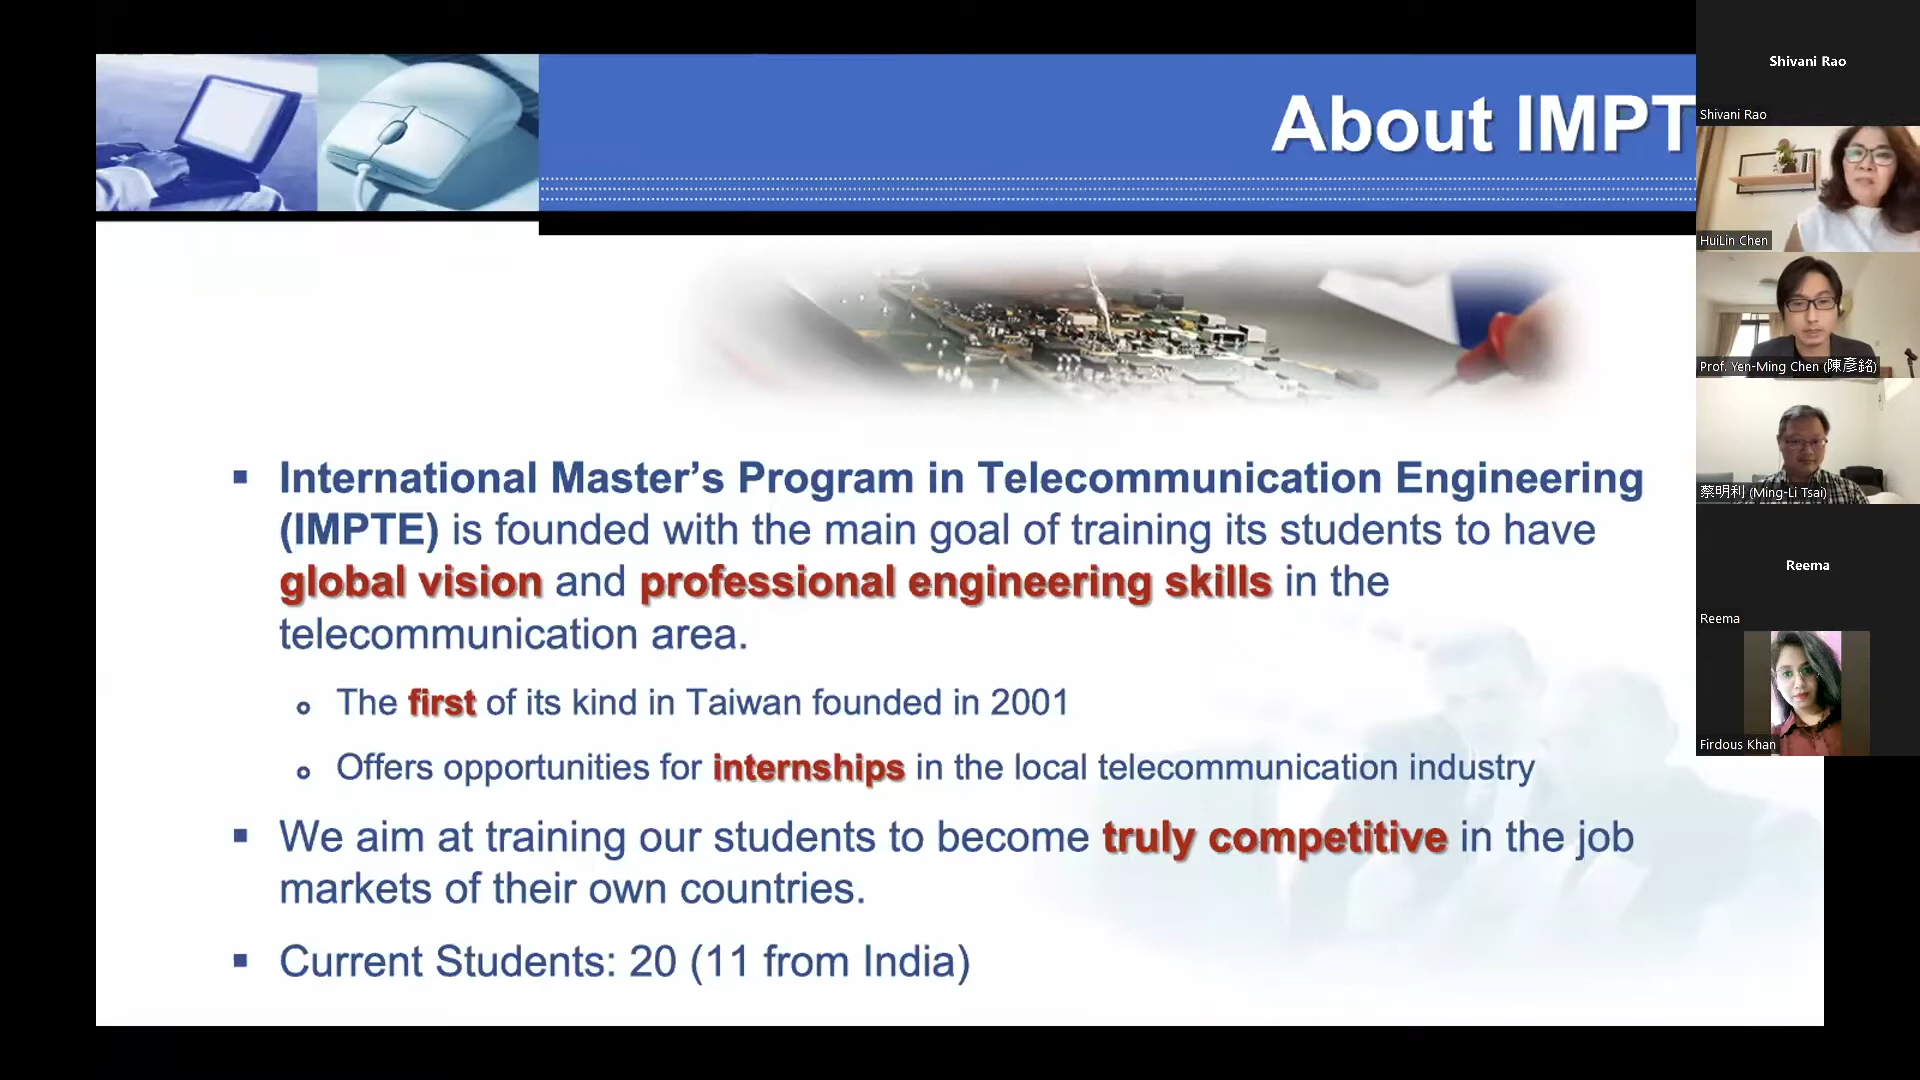 About IMPT
International Master’s Program in Telecommunication Engineering
(IMPTE) is founded with the main goal of training its students to have
global vision and professional engineering skills in the
telecommunication area.
The first of its kind in Taiwan founded in 2001
Offers opportunities for internships in the local telecommunication industry
We aim at training our students to become truly competitive in the job
markets of their own countries.
Current Students: 20 (11 from India)
Shivani Rao
Shivani Rao
HuiLin Chen
Prof. Yen-Ming Chen (陳彥銘)
蔡明利 (Ming-Li Tsai)
Reema
Reema
Firdous Khan